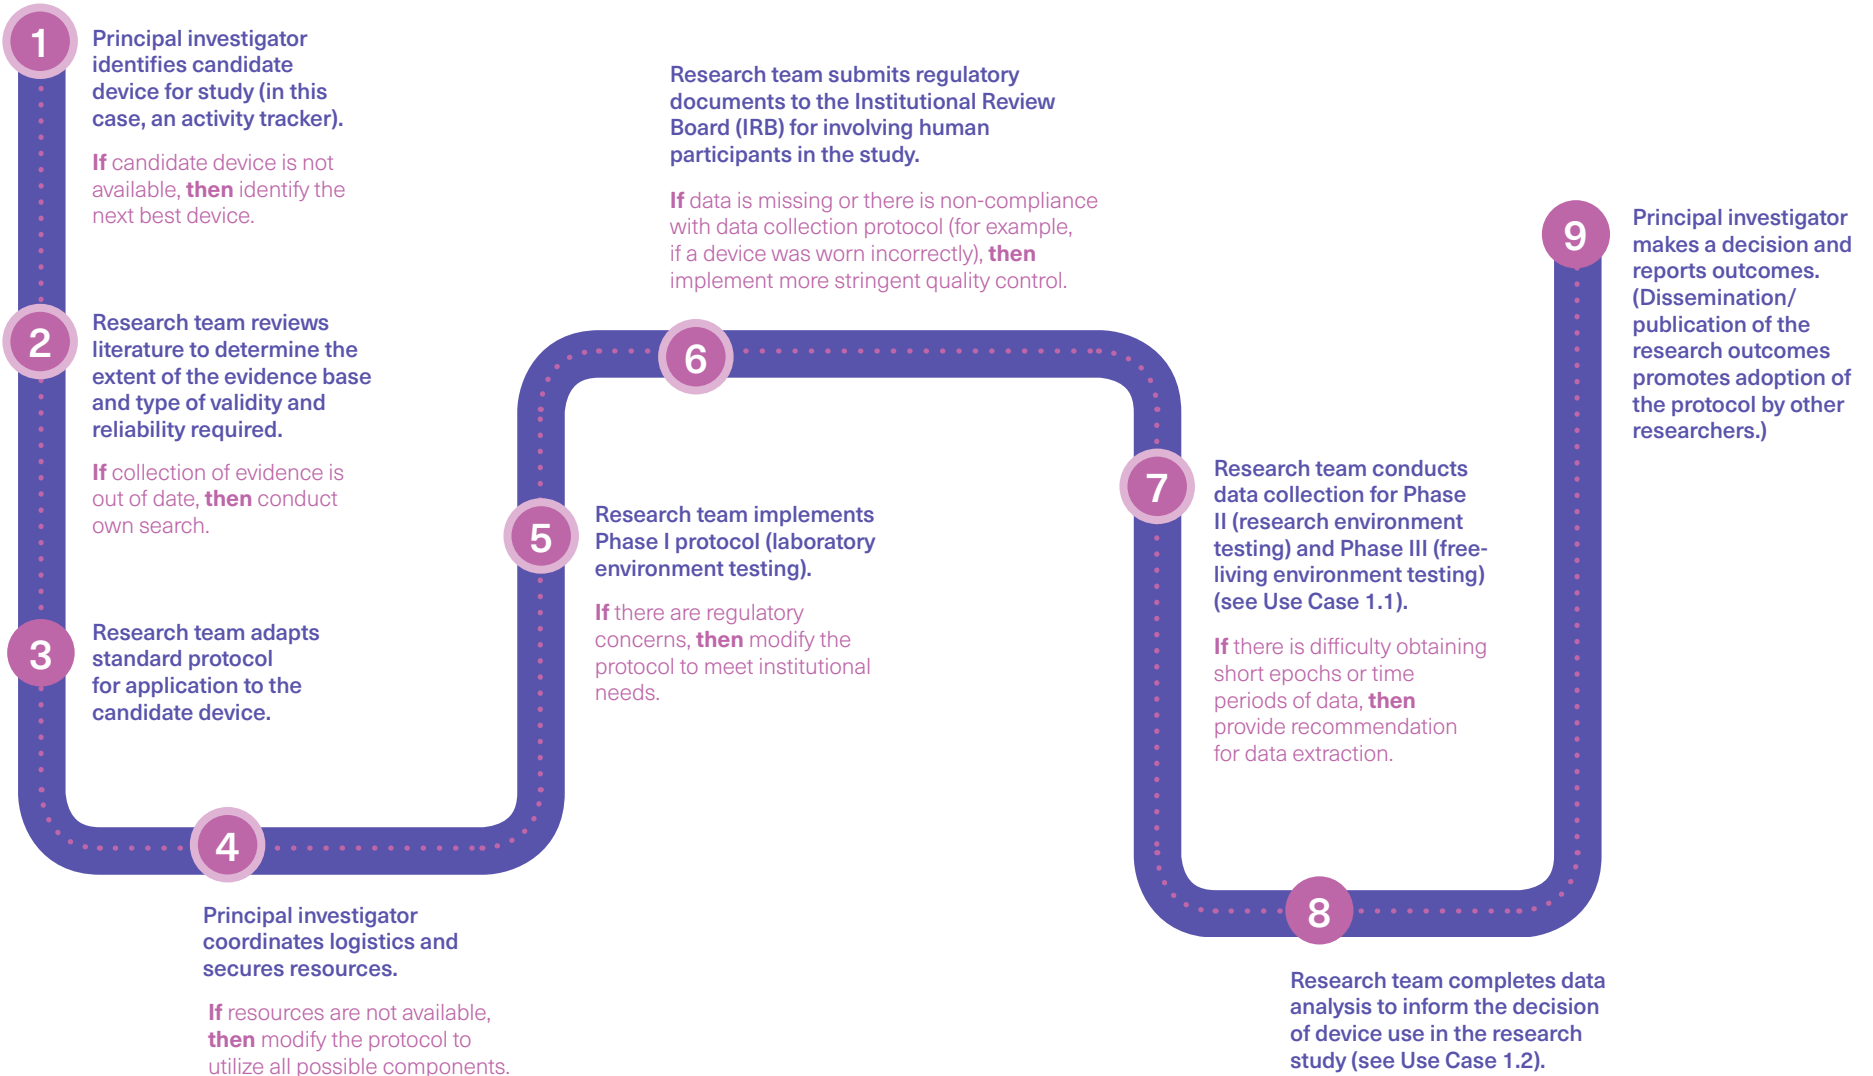 1
Principal investigator
identifies candidate
device for study (in this
case, an activity tracker).
If candidate device is not
available, then identify the
next best device.
2
Research team reviews
literature to determine the
extent of the evidence base
and type of validity and
reliability required.
If collection of evidence is
out of date, then conduct
own search.
3
Research team adapts
standard protocol
for application to the
candidate device.
4
Principal investigator
coordinates logistics and
secures resources.
If resources are not available,
then modify the protocol to
utilize all possible components.
5
Research team implements
Phase I protocol (laboratory
environment testing).
If there are regulatory
concerns, then modify the
protocol to meet institutional
needs.
6
Research team submits regulatory
documents to the Institutional Review
Board (IRB) for involving human
participants in the study.
If data is missing or there is non-compliance
with data collection protocol (for example,
if a device was worn incorrectly), then
implement more stringent quality control.
7
Research team conducts
data collection for Phase
II (research environment
testing) and Phase III (free-
living environment testing)
(see Use Case 1.1).
If there is difficulty obtaining
short epochs or time
periods of data, then
provide recommendation
for data extraction.
8
Research team completes data
analysis to inform the decision
of device use in the research
study (see Use Case 1.2).
9
Principal investigator
makes a decision and
reports outcomes.
(Dissemination/
publication of the
research outcomes
promotes adoption of
the protocol by other
researchers.)